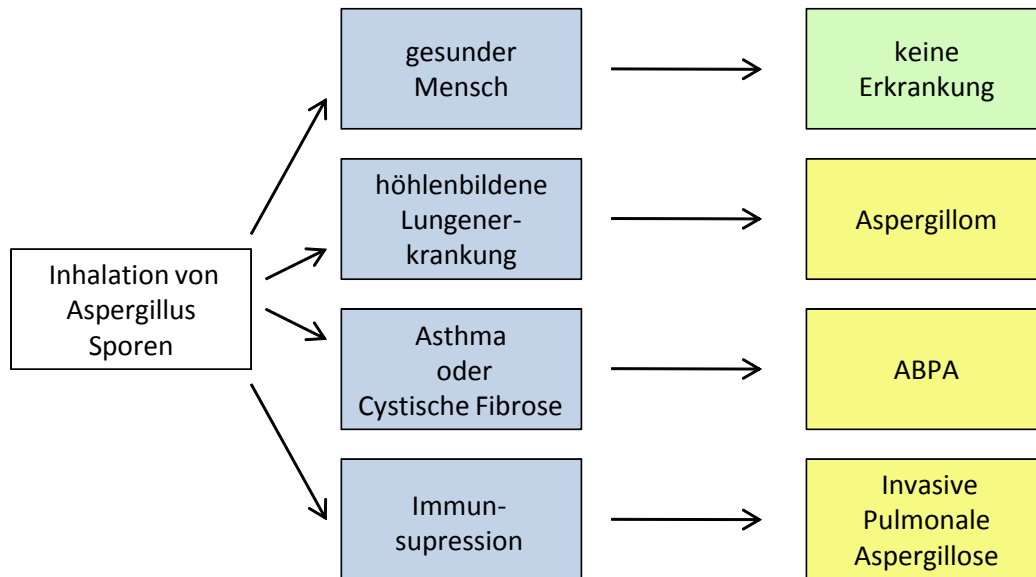 gesunder
Mensch
keine
Erkrankung
höhlenbildene
Lungener-
krankung
Aspergillom
Inhalation von
Aspergillus
Sporen
Asthma
oder
Cystische Fibrose
ABPA
Immun-
supression
Invasive
Pulmonale
Aspergillose